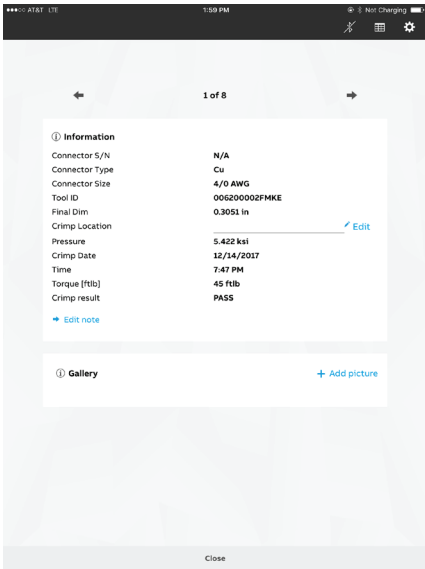 AT&T LTE 1:59 PM Not Charging
1 of 8
Information
Connector S/N N/A
Connector Type Cu
Connector Size 4/0 AWG
Tool ID 006200002FMKE
Final Dim 0.3051 in
Crimp Location Edit
Pressure 5.422 ksi
Crimp Date 12/14/2017
Time 7:47 PM
Torque [ftlb] 45 ftlb
Crimp result PASS
Edit note
Gallery + Add picture
Close